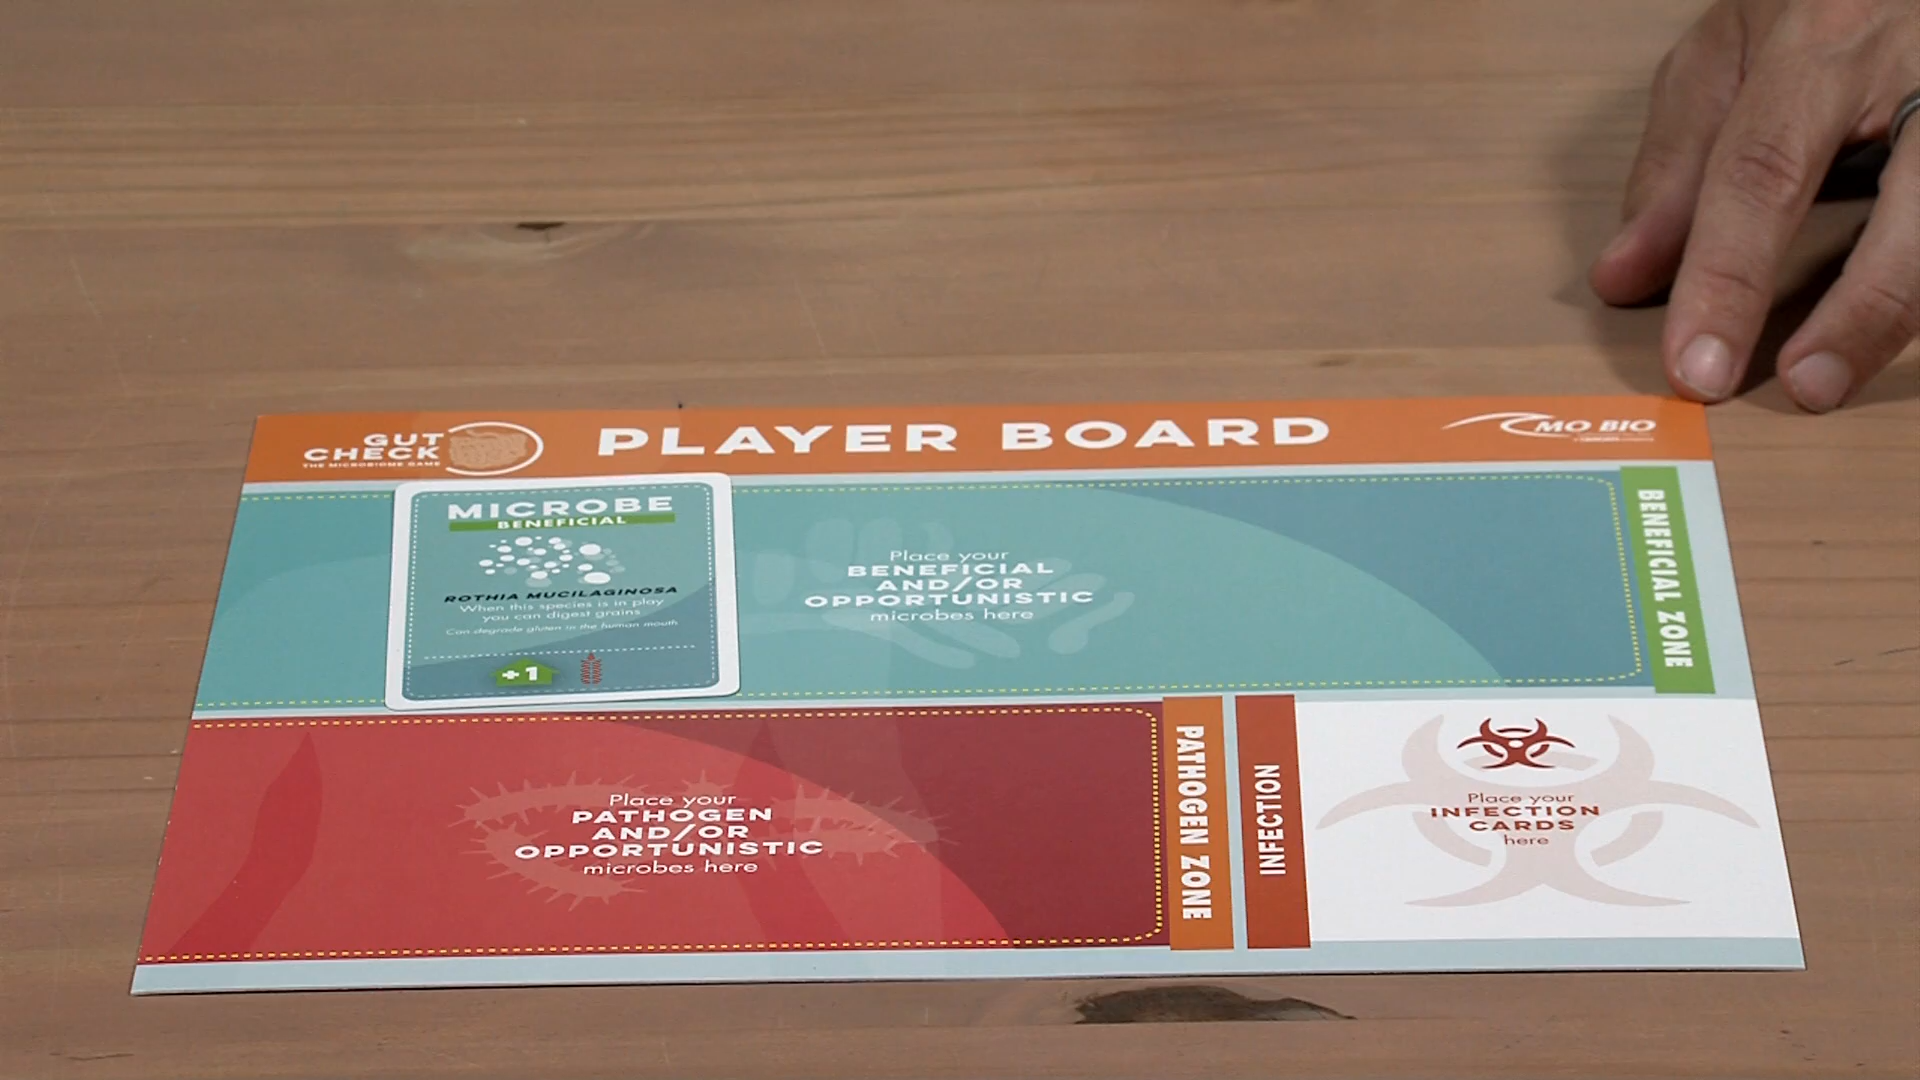 GUT
CHECK
THE MICROBIOME GAME
PLAYER BOARD
MO BIO
MICROBE
BENEFICIAL
ROTHIA MUCILAGINOSA
When this species is in play
you can digest grains
Can degrade gluten in the human mouth
+1
Place your
BENEFICIAL
AND/OR
OPPORTUNISTIC
microbes here
BENEFICIAL ZONE
Place your
PATHOGEN
AND/OR
OPPORTUNISTIC
microbes here
PATHOGEN ZONE
INFECTION
Place your
INFECTION
CARDS
here